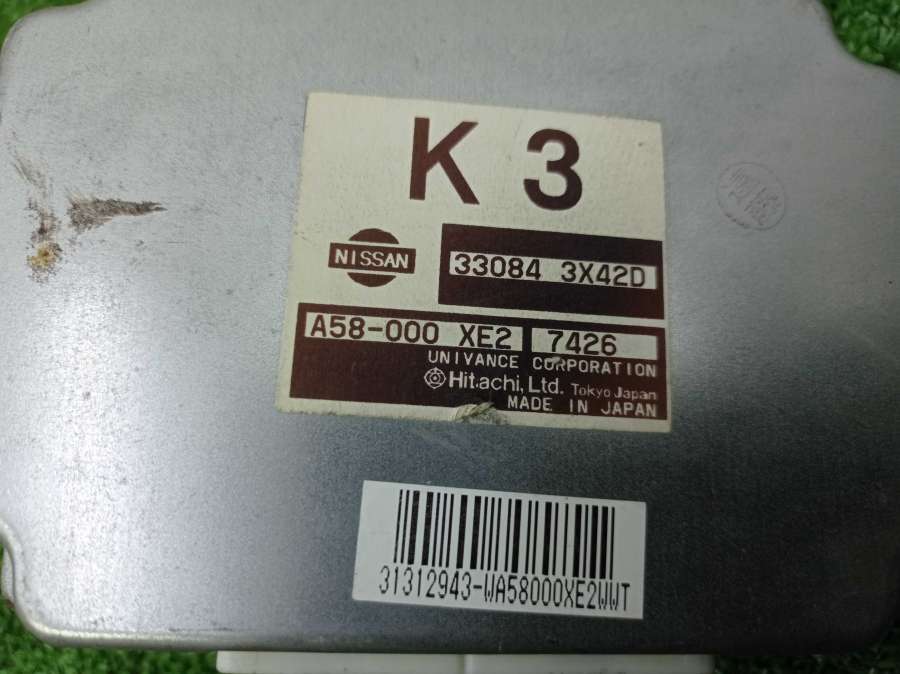 K 3
NISSAN
33084 3X42D
A58-000 XE2 7426
UNIVANCE CORPORATION
Hitachi, Ltd. Tokyo Japan
MADE IN JAPAN
31312943-WA58000XE2WWT